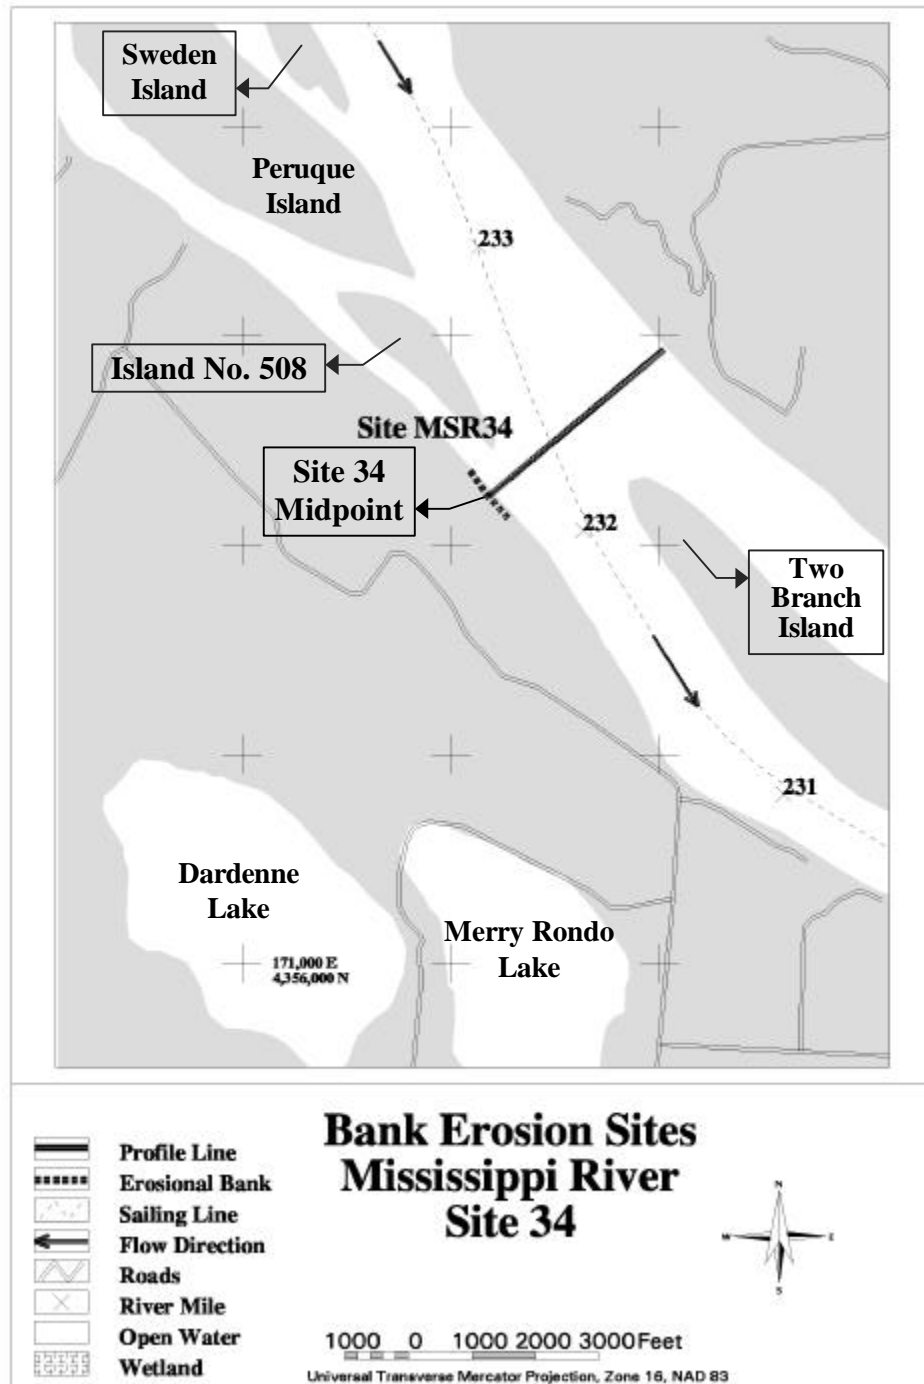 Sweden
Island
Peruque
Island
233
Island No. 508
Site MSR34
Site 34
Midpoint
232
Two
Branch
Island
231
Dardenne
Lake
Merry Rondo
Lake
171,000 E
4,356,000 N
Bank Erosion Sites
Mississippi River
Site 34
Profile Line
Erosional Bank
Sailing Line
Flow Direction
Roads
River Mile
Open Water
Wetland
N
W E
S
1000 0 1000 2000 3000 Feet
Universal Transverse Mercator Projection, Zone 16, NAD 83